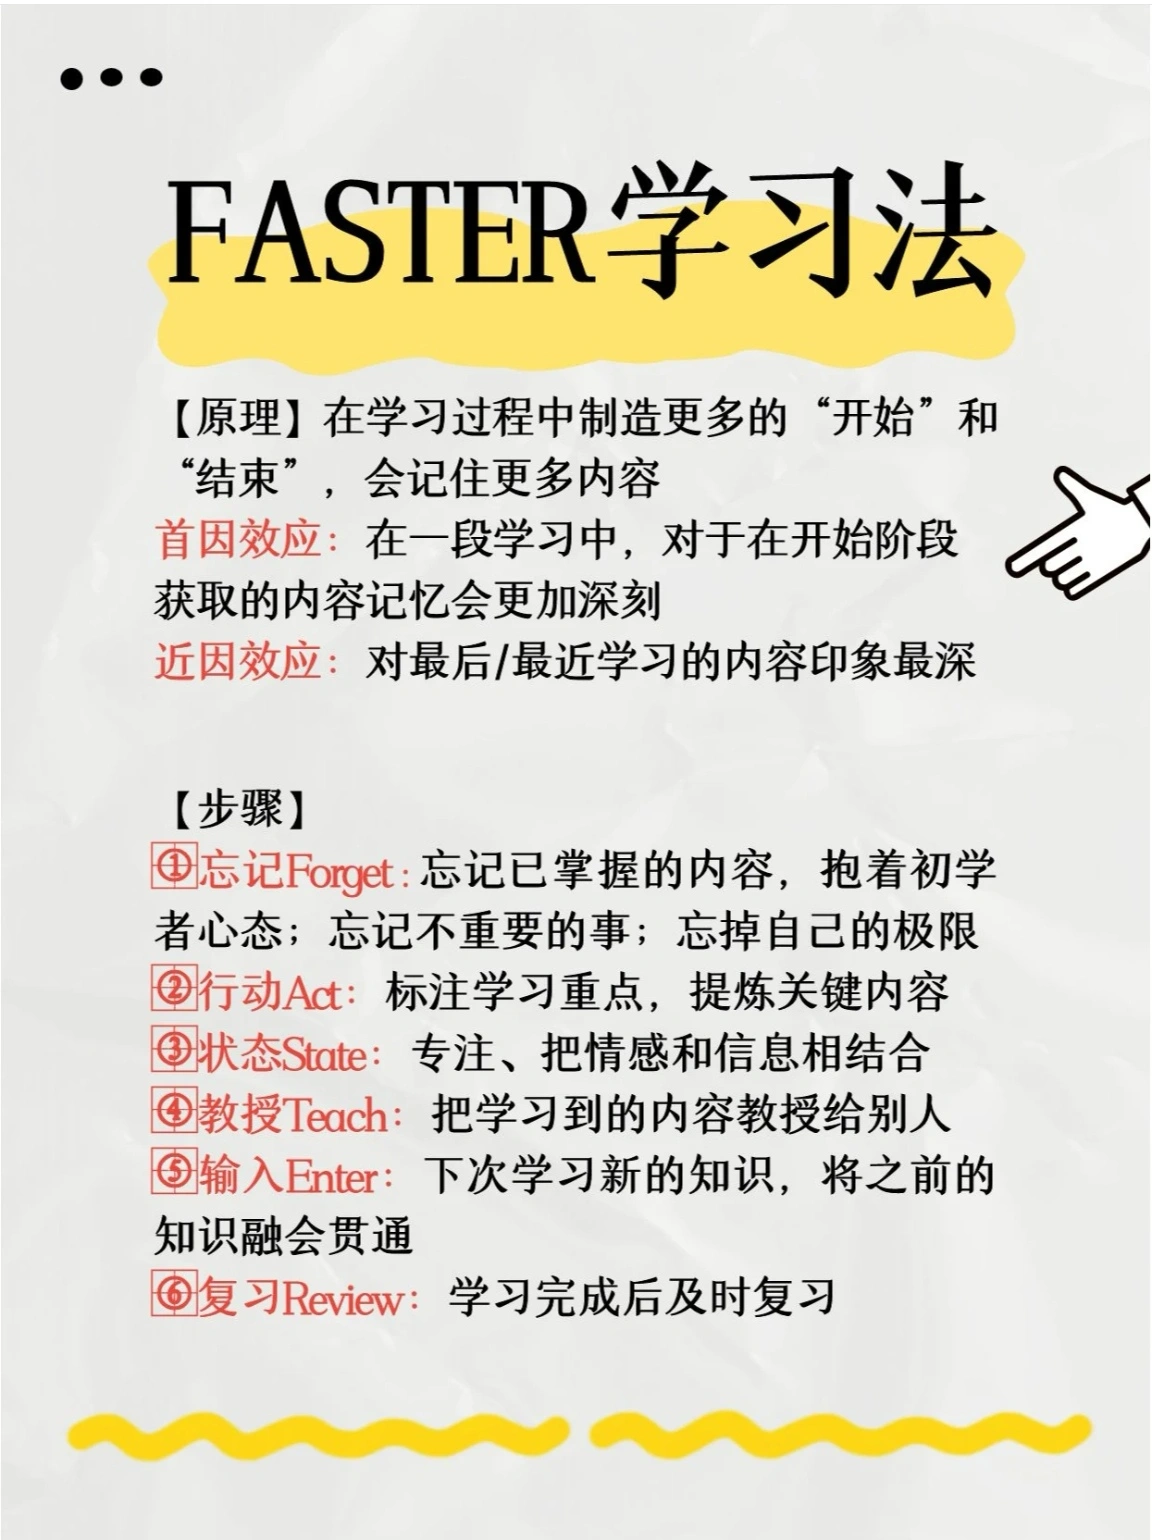 FASTER学习法
【原理】在学习过程中制造更多的“开始”和
“结束”，会记住更多内容
首因效应：在一段学习中，对于在开始阶段
获取的内容记忆会更加深刻
近因效应：对最后/最近学习的内容印象最深
【步骤】
①忘记Forget:忘记已掌握的内容，抱着初学
者心态；忘记不重要的事；忘掉自己的极限
②行动Act：标注学习重点，提炼关键内容
③状态State：专注、把情感和信息相结合
④教授Teach：把学习到的内容教授给别人
⑤输入Enter：下次学习新的知识，将之前的
知识融会贯通
⑥复习Review：学习完成后及时复习